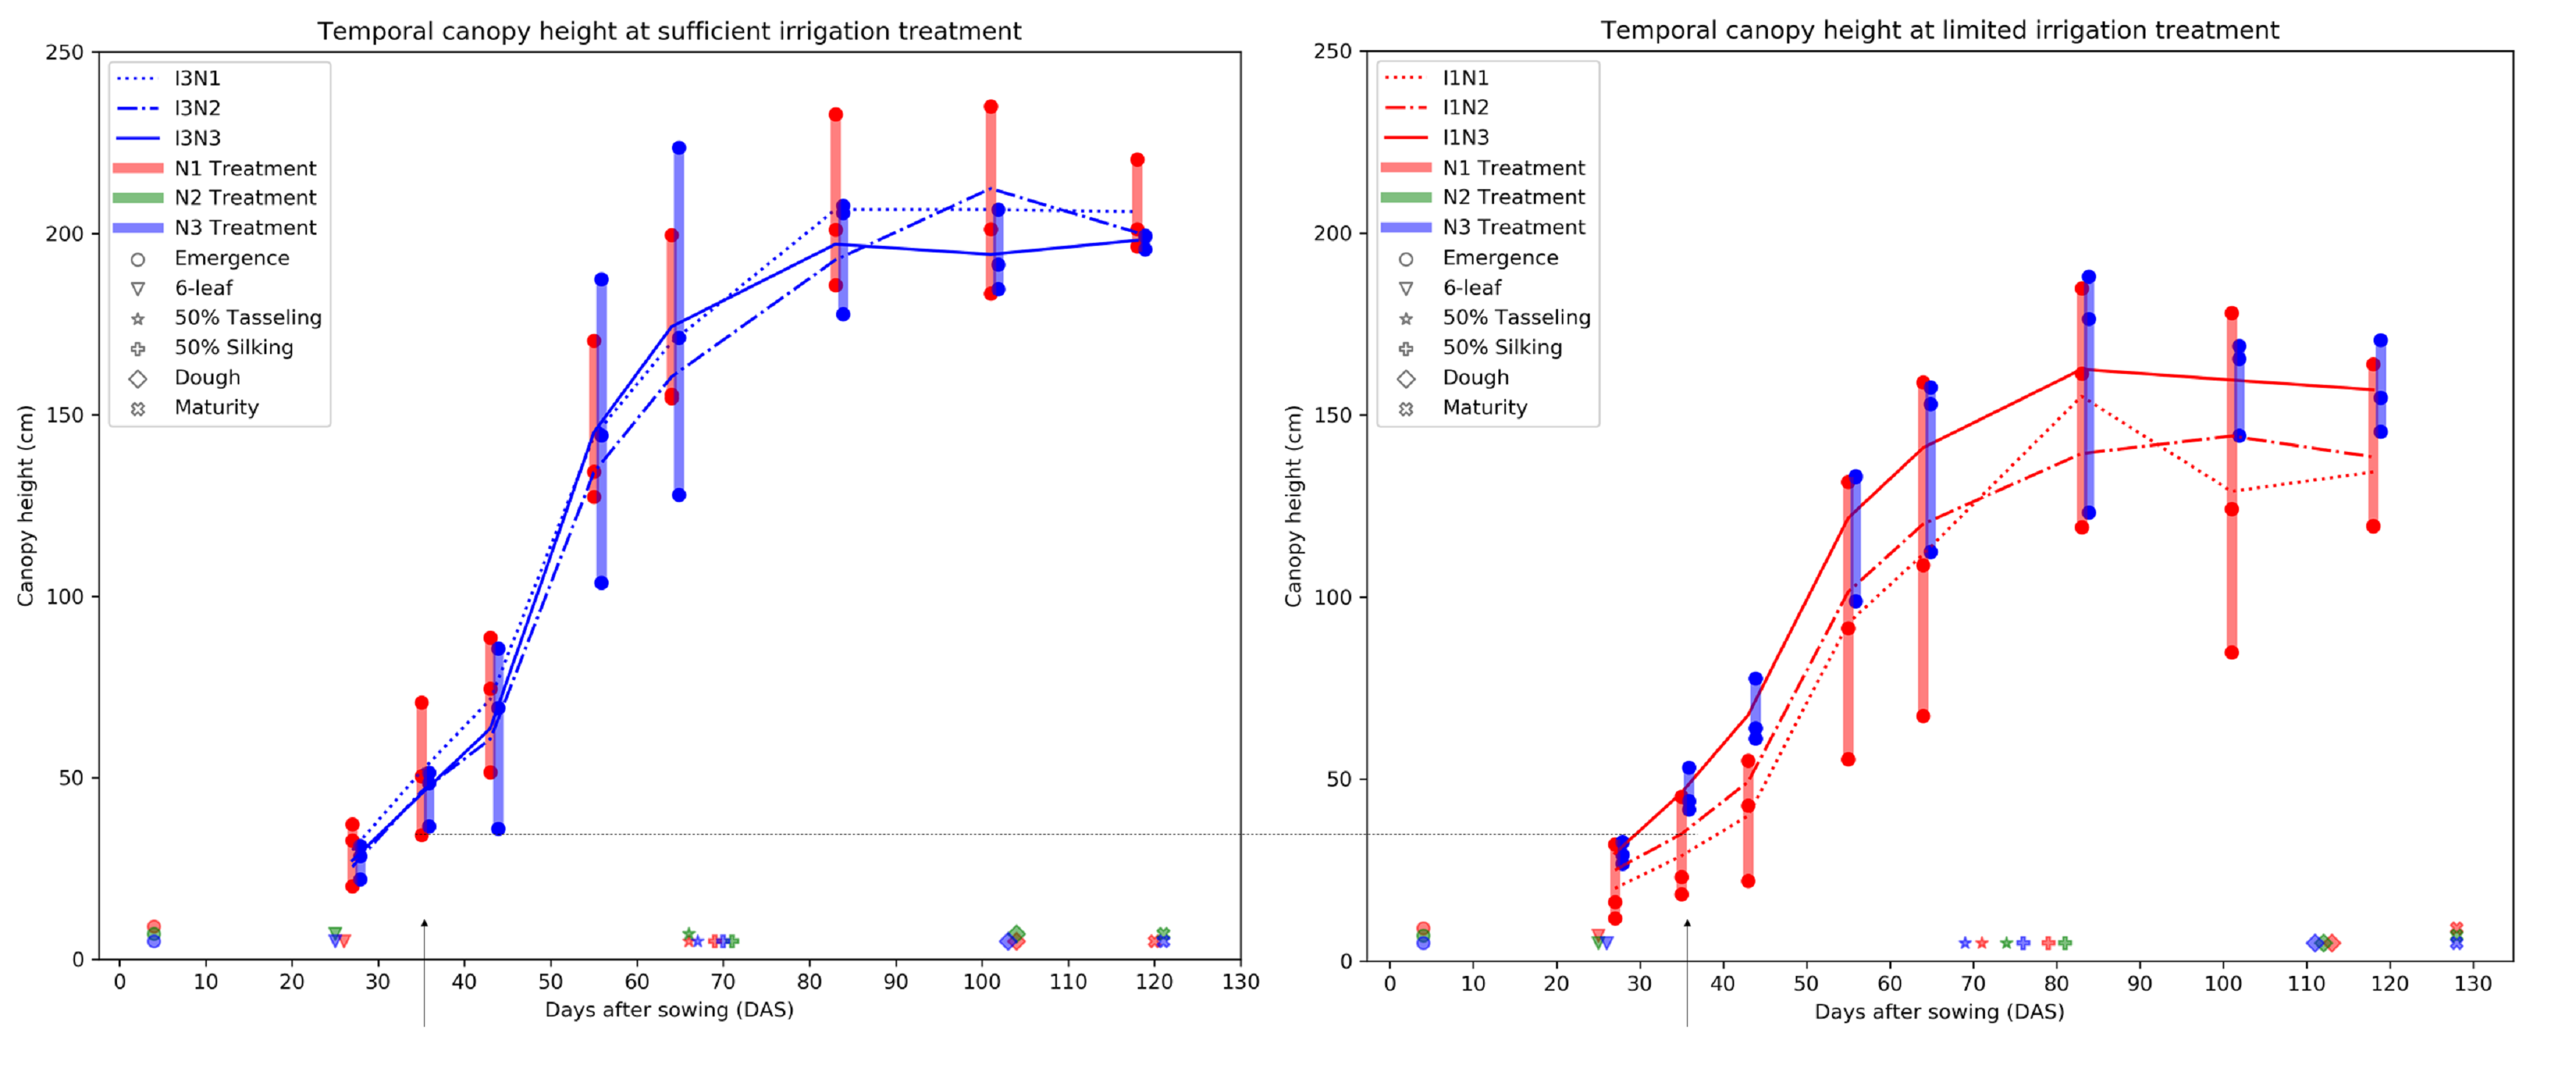 Temporal canopy height at sufficient irrigation treatment
250
200
150
100
50
0
Canopy height (cm)
I3N1
I3N2
I3N3
N1 Treatment
N2 Treatment
N3 Treatment
Emergence
6-leaf
50% Tasseling
50% Silking
Dough
Maturity
0 10 20 30 40 50 60 70 80 90 100 110 120 130
Days after sowing (DAS)
Temporal canopy height at limited irrigation treatment
250
200
150
100
50
0
Canopy height (cm)
I1N1
I1N2
I1N3
N1 Treatment
N2 Treatment
N3 Treatment
Emergence
6-leaf
50% Tasseling
50% Silking
Dough
Maturity
0 10 20 30 40 50 60 70 80 90 100 110 120 130
Days after sowing (DAS)